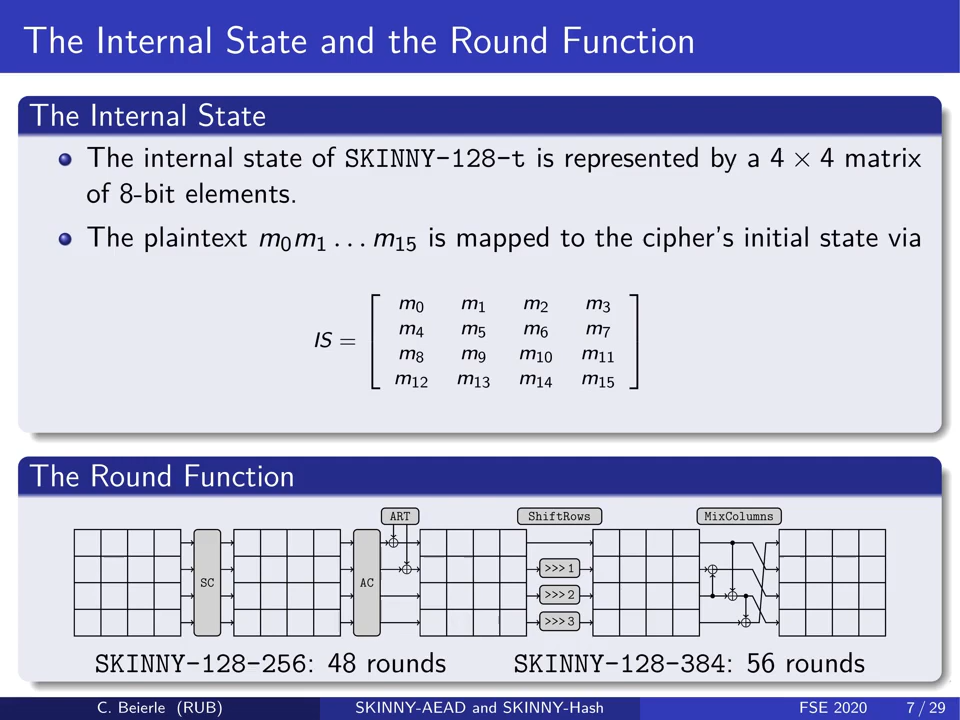 The Internal State and the Round Function
The Internal State
The internal state of SKINNY-128-t is represented by a 4 × 4 matrix
of 8-bit elements.
The plaintext m₀m₁ … m₁₅ is mapped to the cipher's initial state via
m₀ m₁ m₂ m₃
m₄ m₅ m₆ m₇
IS =
m₈ m₉ m₁₀ m₁₁
m₁₂ m₁₃ m₁₄ m₁₅
The Round Function
ART ShiftRows MixColumns
>>> 1
SC AC
>>> 2
>>> 3
SKINNY-128-256: 48 rounds SKINNY-128-384: 56 rounds
C. Beierle (RUB) SKINNY-AEAD and SKINNY-Hash FSE 2020 7 / 29